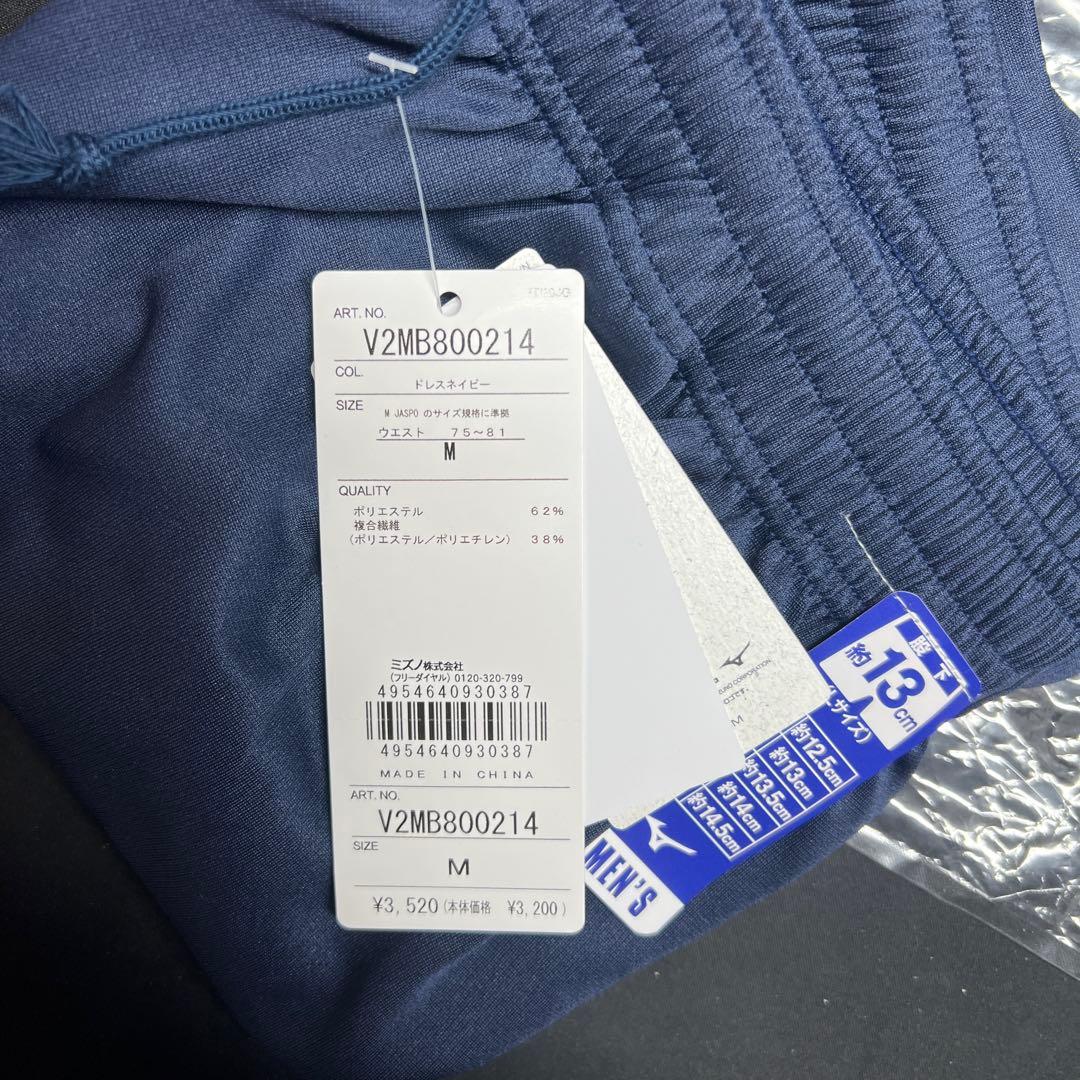 ART. NO.
V2MB800214
COL.
ドレスネイビー
SIZE
M JASPO のサイズ規格に準拠
ウエスト 75~81
M
QUALITY
ポリエステル 62%
複合繊維
(ポリエステル/ポリエチレン) 38%
ミズノ株式会社
(フリーダイヤル) 0120-320-799
4954640930387
4954640930387
MADE IN CHINA
ART. NO.
V2MB800214
SIZE
M
¥3,520 (本体価格 ¥3,200)
CORPORATION
M
股下
約13cm
サイズ)
約12.5cm
約13cm
約13.5cm
約14cm
約14.5cm
MEN'S